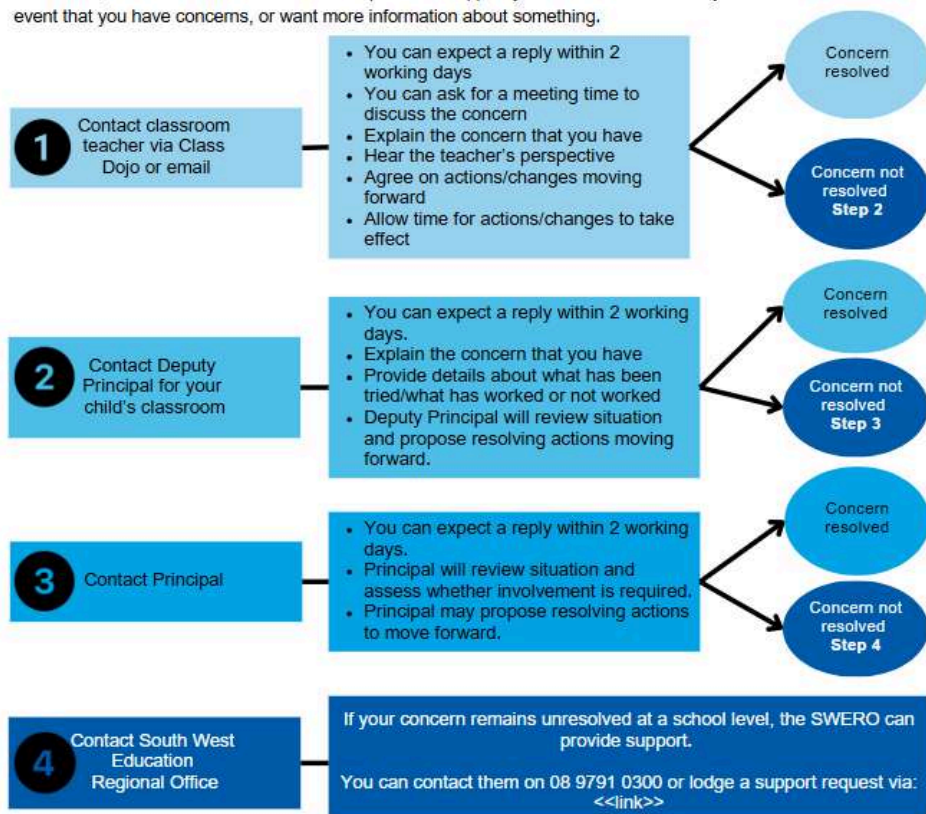 event that you have concerns, or want more information about something.
1
Contact classroom
teacher via Class
Dojo or email
• You can expect a reply within 2
working days
• You can ask for a meeting time to
discuss the concern
• Explain the concern that you have
• Hear the teacher's perspective
• Agree on actions/changes moving
forward
• Allow time for actions/changes to take
effect
Concern
resolved
Concern not
resolved
Step 2
2
Contact Deputy
Principal for your
child's classroom
• You can expect a reply within 2 working
days.
• Explain the concern that you have
• Provide details about what has been
tried/what has worked or not worked
• Deputy Principal will review situation
and propose resolving actions moving
forward.
Concern
resolved
Concern not
resolved
Step 3
3
Contact Principal
• You can expect a reply within 2 working
days.
• Principal will review situation and
assess whether involvement is required.
• Principal may propose resolving actions
to move forward.
Concern
resolved
Concern not
resolved
Step 4
4
Contact South West
Education
Regional Office
If your concern remains unresolved at a school level, the SWERO can
provide support.
You can contact them on 08 9791 0300 or lodge a support request via:
<<link>>